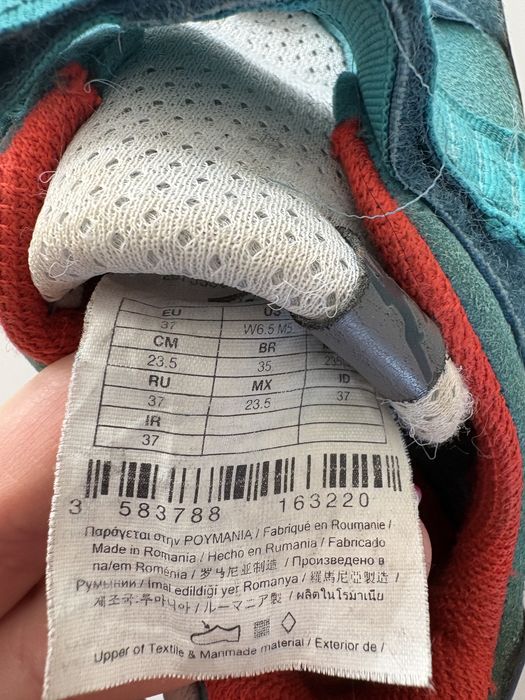 EU US
37 W6.5 M5
CM BR
23.5 35 235
RU MX ID
37 23.5 37
IR
37
3 583788 163220
Παράγεται στην ΡΟΥΜΑΝΙΑ / Fabriqué en Roumanie /
Made in Romania / Hecho en Rumania / Fabricado
na/em Roménia / 罗马尼亚制造 / Произведено в
Румынии / İmal edildiği yer Romanya / 羅馬尼亞製造 /
제조국:루마니아 / ルーマニア製 / ผลิตในโรมาเนีย
Upper of Textile & Manmade material / Exterior de /